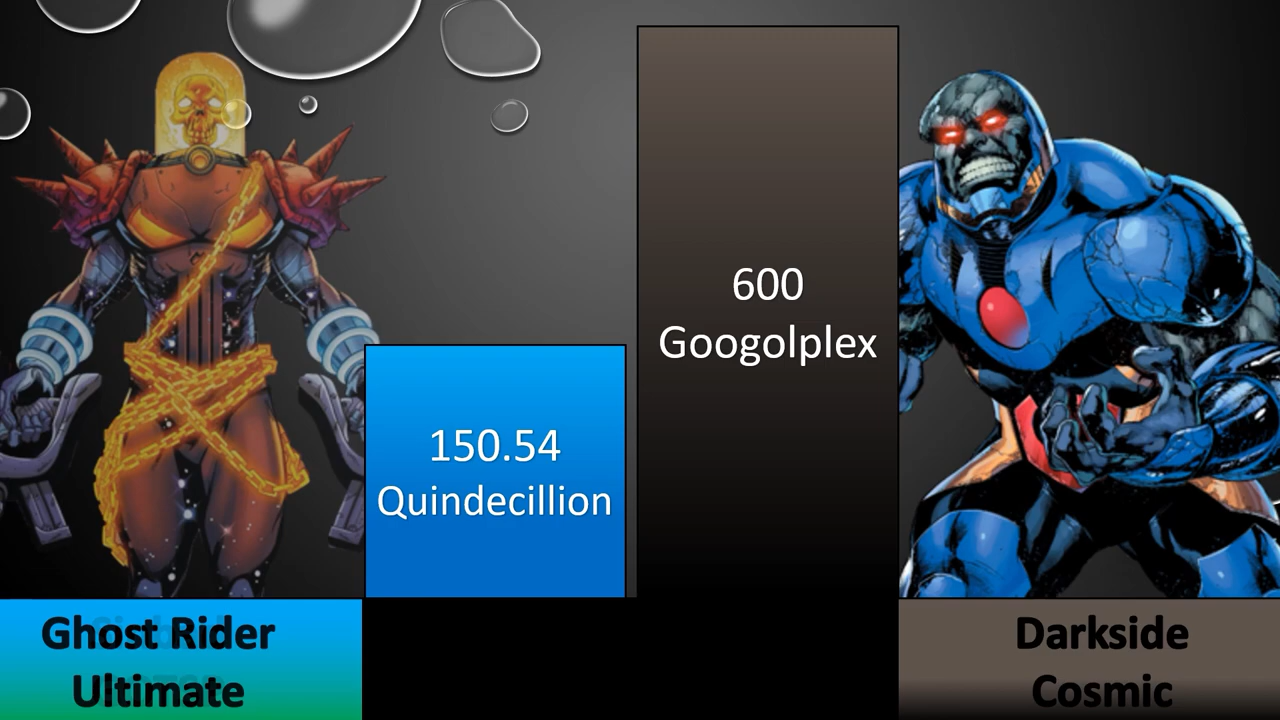 150.54
Quindecillion
600
Googolplex
Ghost Rider
Ultimate
Darkside
Cosmic